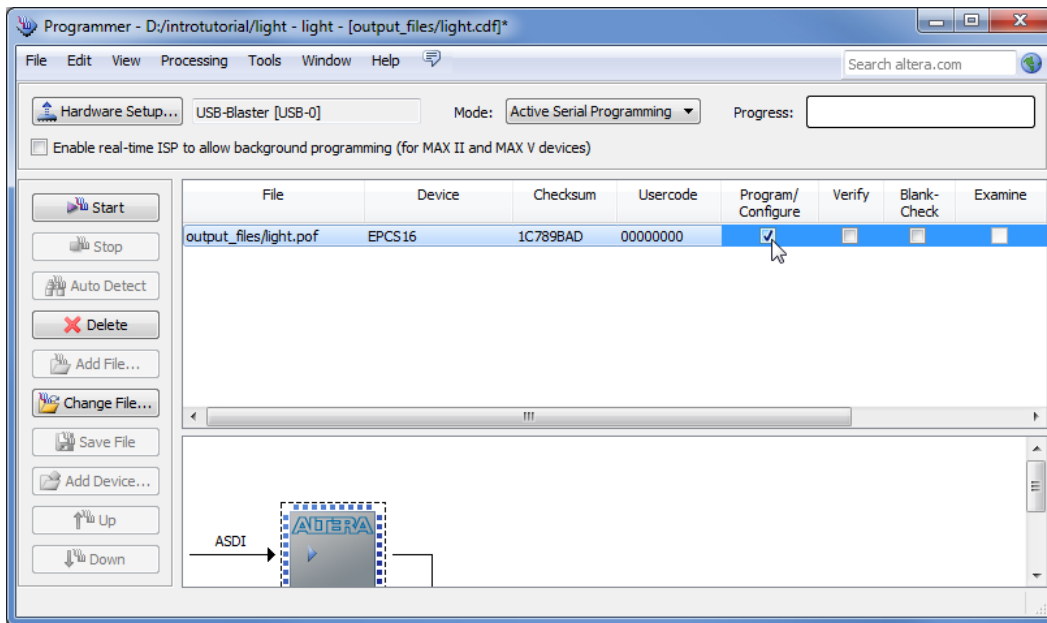 Programmer - D:/introtutorial/light - light - [output_files/light.cdf]*
File Edit View Processing Tools Window Help Search altera.com
Hardware Setup... USB-Blaster [USB-0] Mode: Active Serial Programming Progress:
Enable real-time ISP to allow background programming (for MAX II and MAX V devices)
Start
Stop
Auto Detect
Delete
Add File...
Change File...
Save File
Add Device...
Up
Down
File Device Checksum Usercode Program/ Verify Blank- Examine
Configure Check
output_files/light.pof EPCS16 1C789BAD 00000000
ALTERA
ASDI